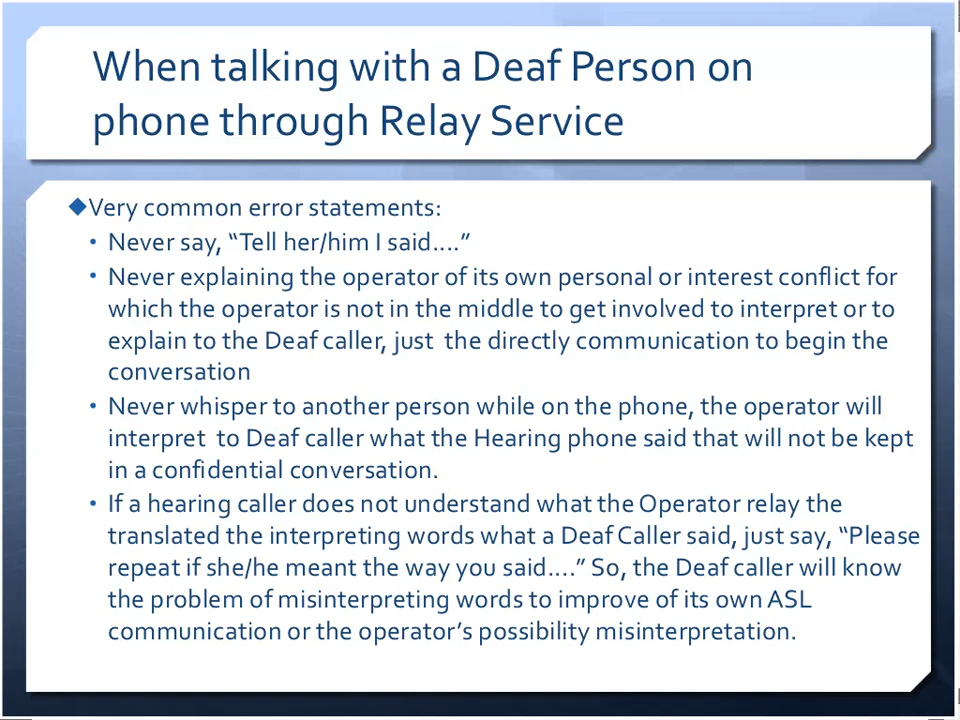 When talking with a Deaf Person on
phone through Relay Service
◆Very common error statements:
• Never say, “Tell her/him I said….”
• Never explaining the operator of its own personal or interest conflict for
which the operator is not in the middle to get involved to interpret or to
explain to the Deaf caller, just the directly communication to begin the
conversation
• Never whisper to another person while on the phone, the operator will
interpret to Deaf caller what the Hearing phone said that will not be kept
in a confidential conversation.
• If a hearing caller does not understand what the Operator relay the
translated the interpreting words what a Deaf Caller said, just say, “Please
repeat if she/he meant the way you said….” So, the Deaf caller will know
the problem of misinterpreting words to improve of its own ASL
communication or the operator’s possibility misinterpretation.